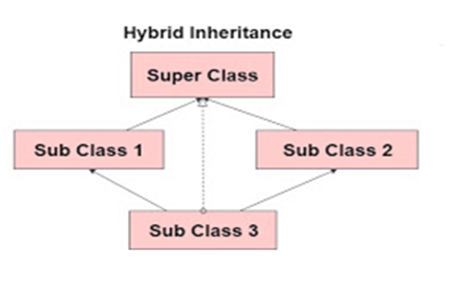 Hybrid Inheritance
Super Class
Sub Class 1
Sub Class 2
Sub Class 3